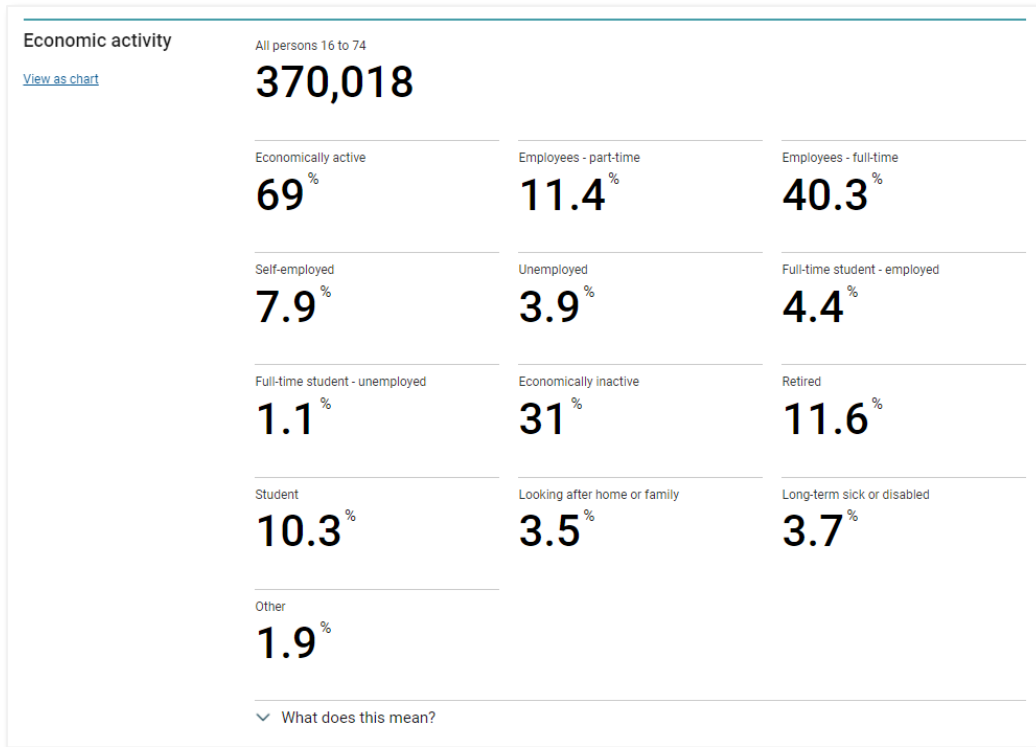 Economic activity
View as chart
All persons 16 to 74
370,018
Economically active
69 %
Employees - part-time
11.4 %
Employees - full-time
40.3 %
Self-employed
7.9 %
Unemployed
3.9 %
Full-time student - employed
4.4 %
Full-time student - unemployed
1.1 %
Economically inactive
31 %
Retired
11.6 %
Student
10.3 %
Looking after home or family
3.5 %
Long-term sick or disabled
3.7 %
Other
1.9 %
What does this mean?